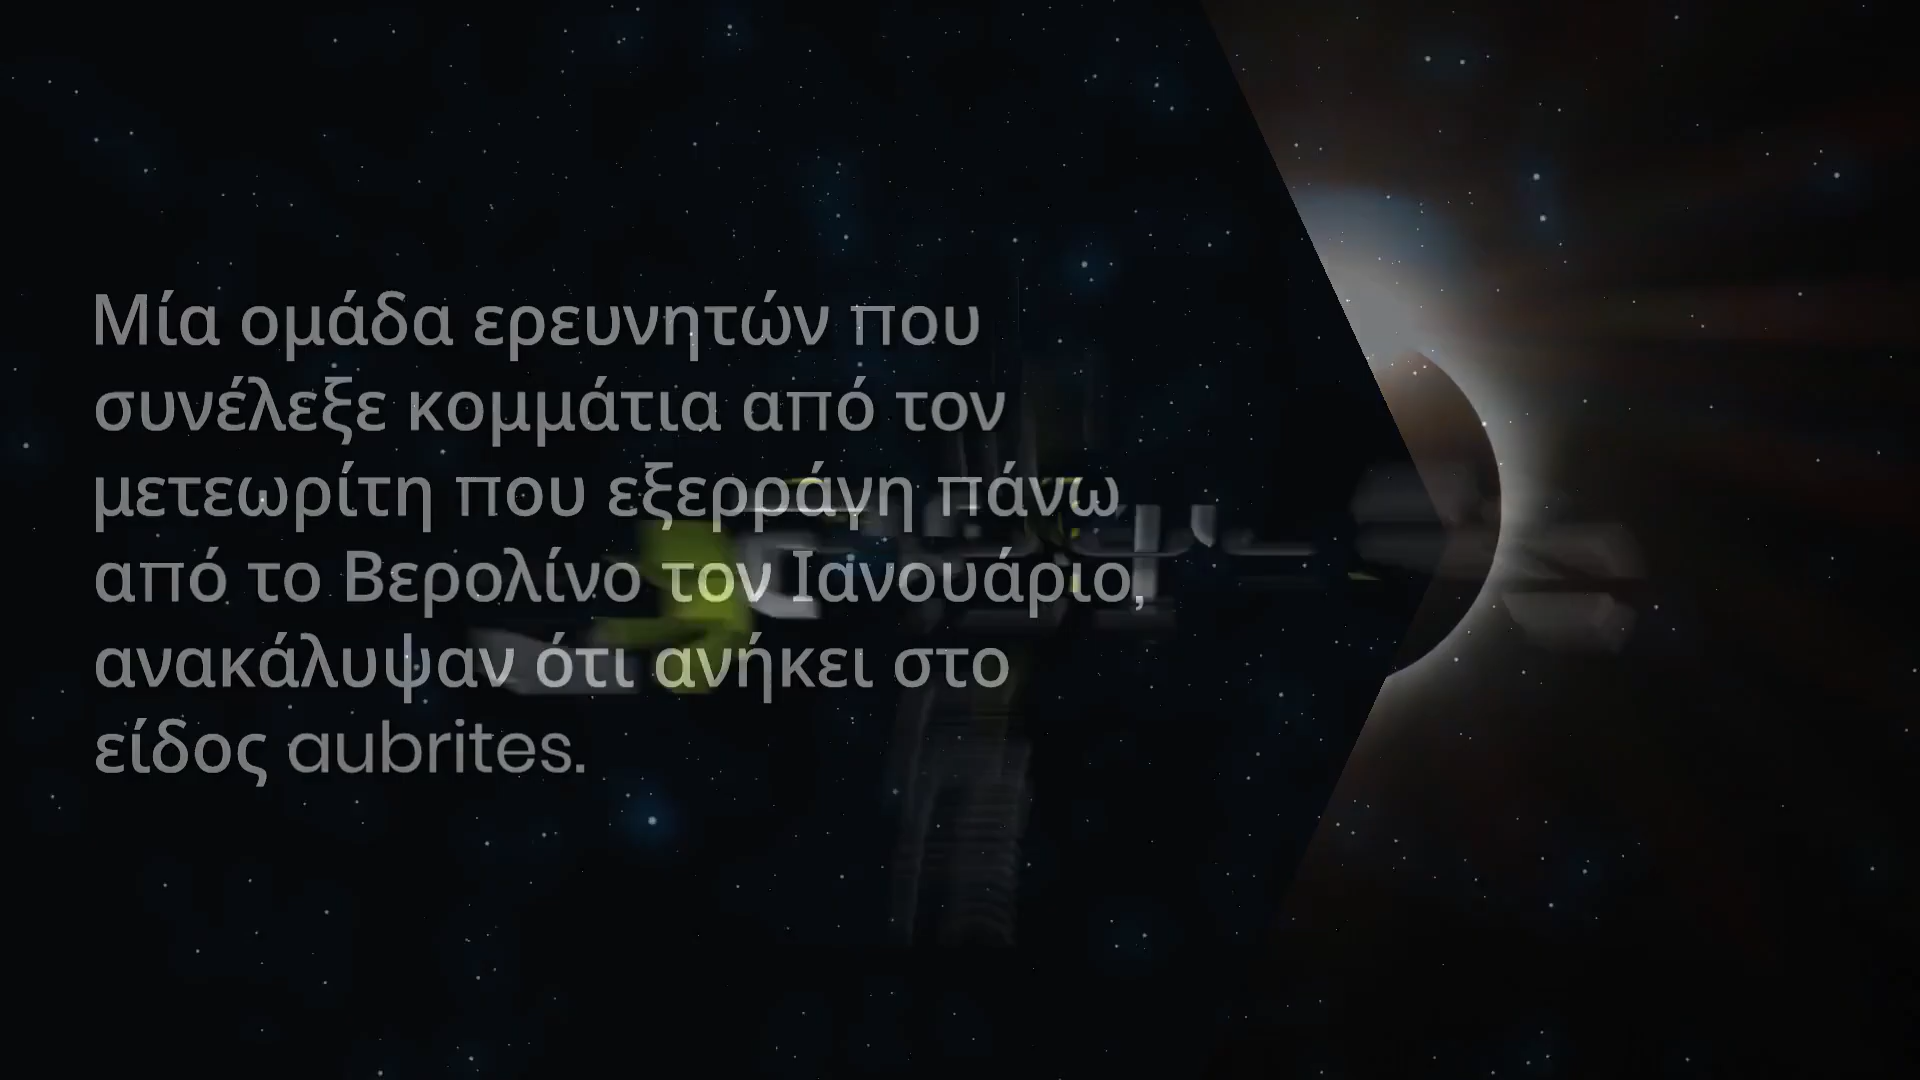 Μία ομάδα ερευνητών που
συνέλεξε κομμάτια από τον
μετεωρίτη που εξερράγη πάνω
από το Βερολίνο τον Ιανουάριο,
ανακάλυψαν ότι ανήκει στο
είδος aubrites.